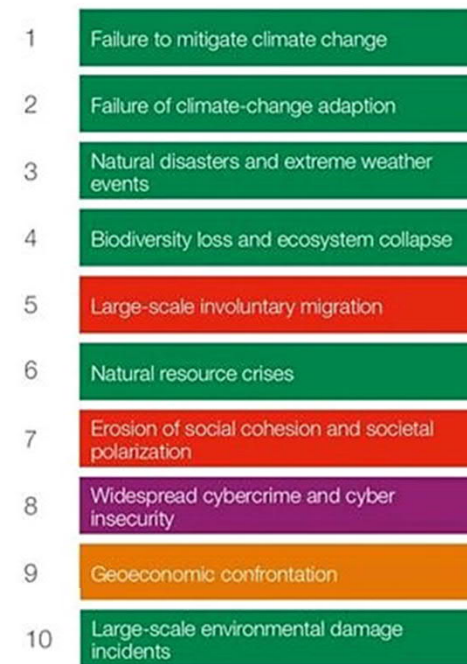 1 Failure to mitigate climate change
2 Failure of climate-change adaption
3 Natural disasters and extreme weather
events
4 Biodiversity loss and ecosystem collapse
5 Large-scale involuntary migration
6 Natural resource crises
7 Erosion of social cohesion and societal
polarization
8 Widespread cybercrime and cyber
insecurity
9 Geoeconomic confrontation
10 Large-scale environmental damage
incidents